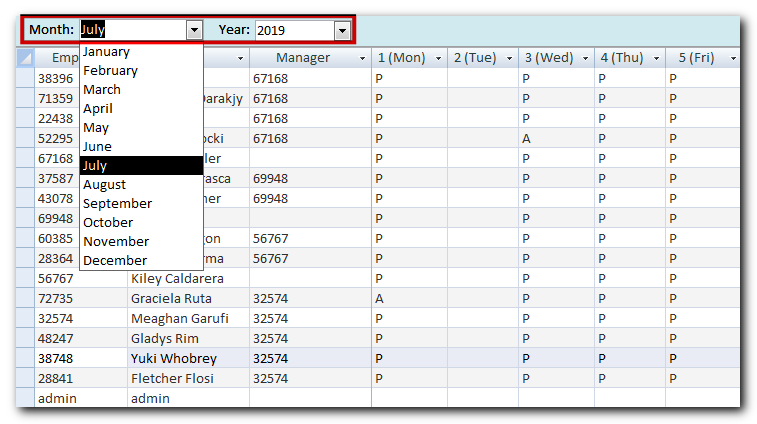 Month: July Year: 2019
Emp Manager 1 (Mon) 2 (Tue) 3 (Wed) 4 (Thu) 5 (Fri)
January
February
March
April
May
June
July
August
September
October
November
December
38396 67168 P P P P
71359 Darakjy 67168 P P P P
22438 67168 P P P P
52295 ocki 67168 P A P P
67168 ler P P P P
37587 rasca 69948 P P P P
43078 ner 69948 P P P P
69948 P P P P
60385 gon 56767 P P P P
28364 rma 56767 P P P P
56767 Kiley Caldarera P P P P
72735 Graciela Ruta 32574 A P P P
32574 Meaghan Garufi P P P P
48247 Gladys Rim 32574 P P P P
38748 Yuki Whobrey 32574 P P P P
28841 Fletcher Flosi 32574 P P P P
admin admin